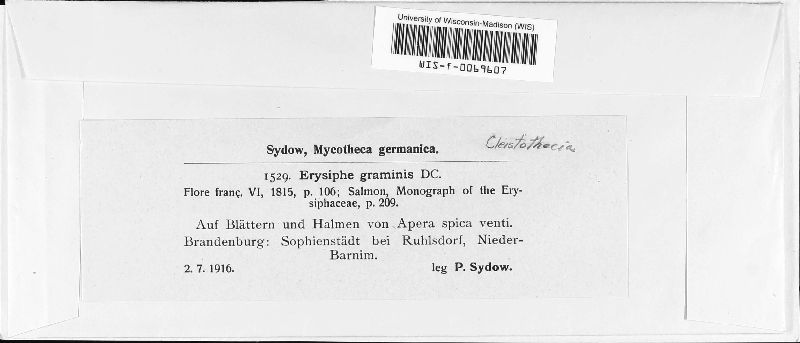 University of Wisconsin-Madison (WIS)
WIS-f-0069607
Cleistothecia
Sydow, Mycotheca germanica.
1529. Erysiphe graminis DC.
Flore franç. VI, 1815, p. 106; Salmon, Monograph of the Ery-
siphaceae, p. 209.
Auf Blättern und Halmen von Apera spica venti.
Brandenburg: Sophienstädt bei Ruhlsdorf, Nieder-
Barnim.
2. 7. 1916. leg P. Sydow.